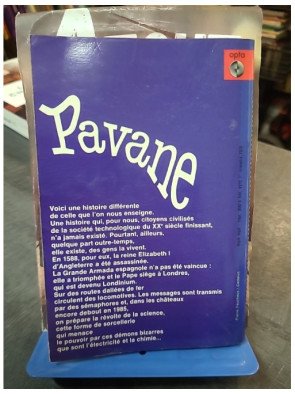 opta
Pavane
Voici une histoire différente
de celle que l'on nous enseigne.
Une histoire qui, pour nous, citoyens civilisés
de la société technologique du XXe siècle finissant,
n'a jamais existé. Pourtant, ailleurs,
quelque part outre-temps,
elle existe, des gens la vivent.
En 1588, pour eux, la reine Elizabeth I
d'Angleterre a été assassinée.
La Grande Armada espagnole n'a pas été vaincue :
elle a triomphé et le Pape siège à Londres,
qui est devenu Londinium.
Sur des routes dallées de fer
circulent des locomotives. Les messages sont transmis
par des sémaphores et, dans les châteaux
encore debout en 1985,
on prépare la révolte de la science,
cette forme de sorcellerie
qui menace
le pouvoir par ces démons bizarres
que sont l'électricité et la chimie...